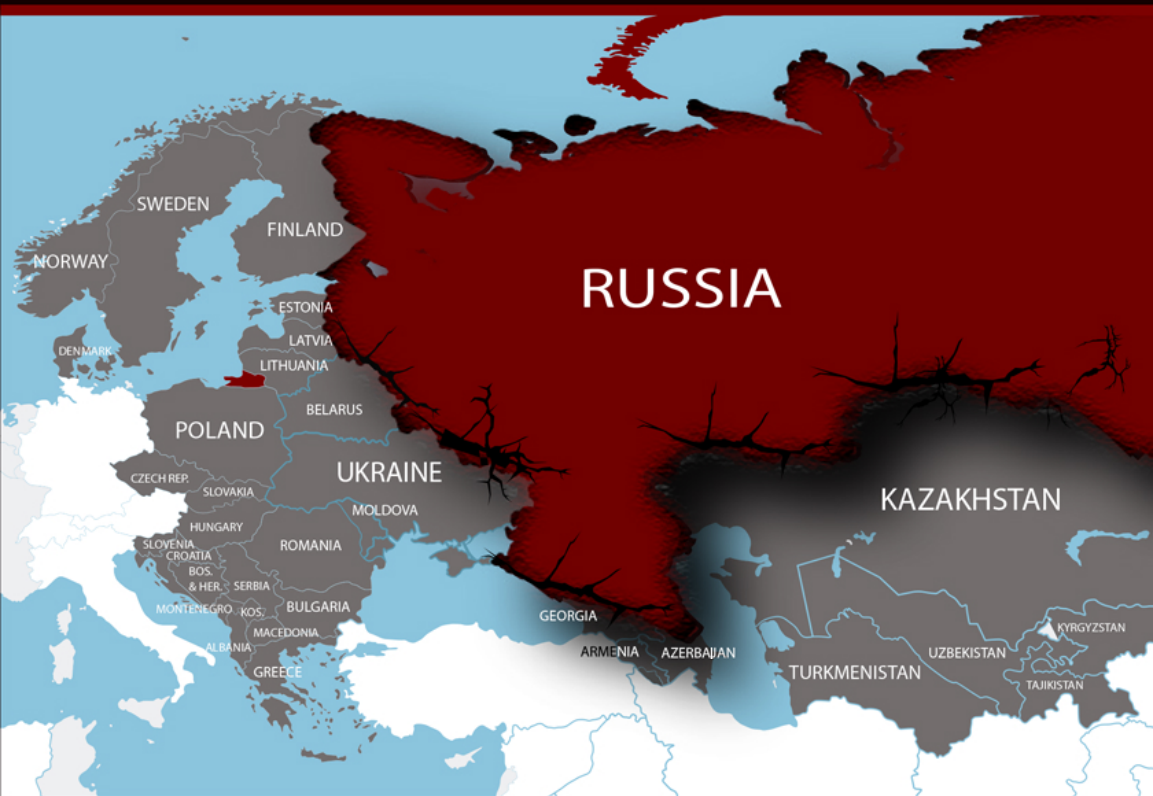 SWEDEN
FINLAND
NORWAY
RUSSIA
ESTONIA
LATVIA
DENMARK
LITHUANIA
BELARUS
POLAND
UKRAINE
CZECH REP.
SLOVAKIA
KAZAKHSTAN
MOLDOVA
HUNGARY
SLOVENIA
ROMANIA
CROATIA
BOS.
& HER.
SERBIA
MONTENEGRO
KOS.
BULGARIA
GEORGIA
KYRGYZSTAN
MACEDONIA
ALBANIA
ARMENIA
AZERBAIJAN
UZBEKISTAN
GREECE
TURKMENISTAN
TAJIKISTAN